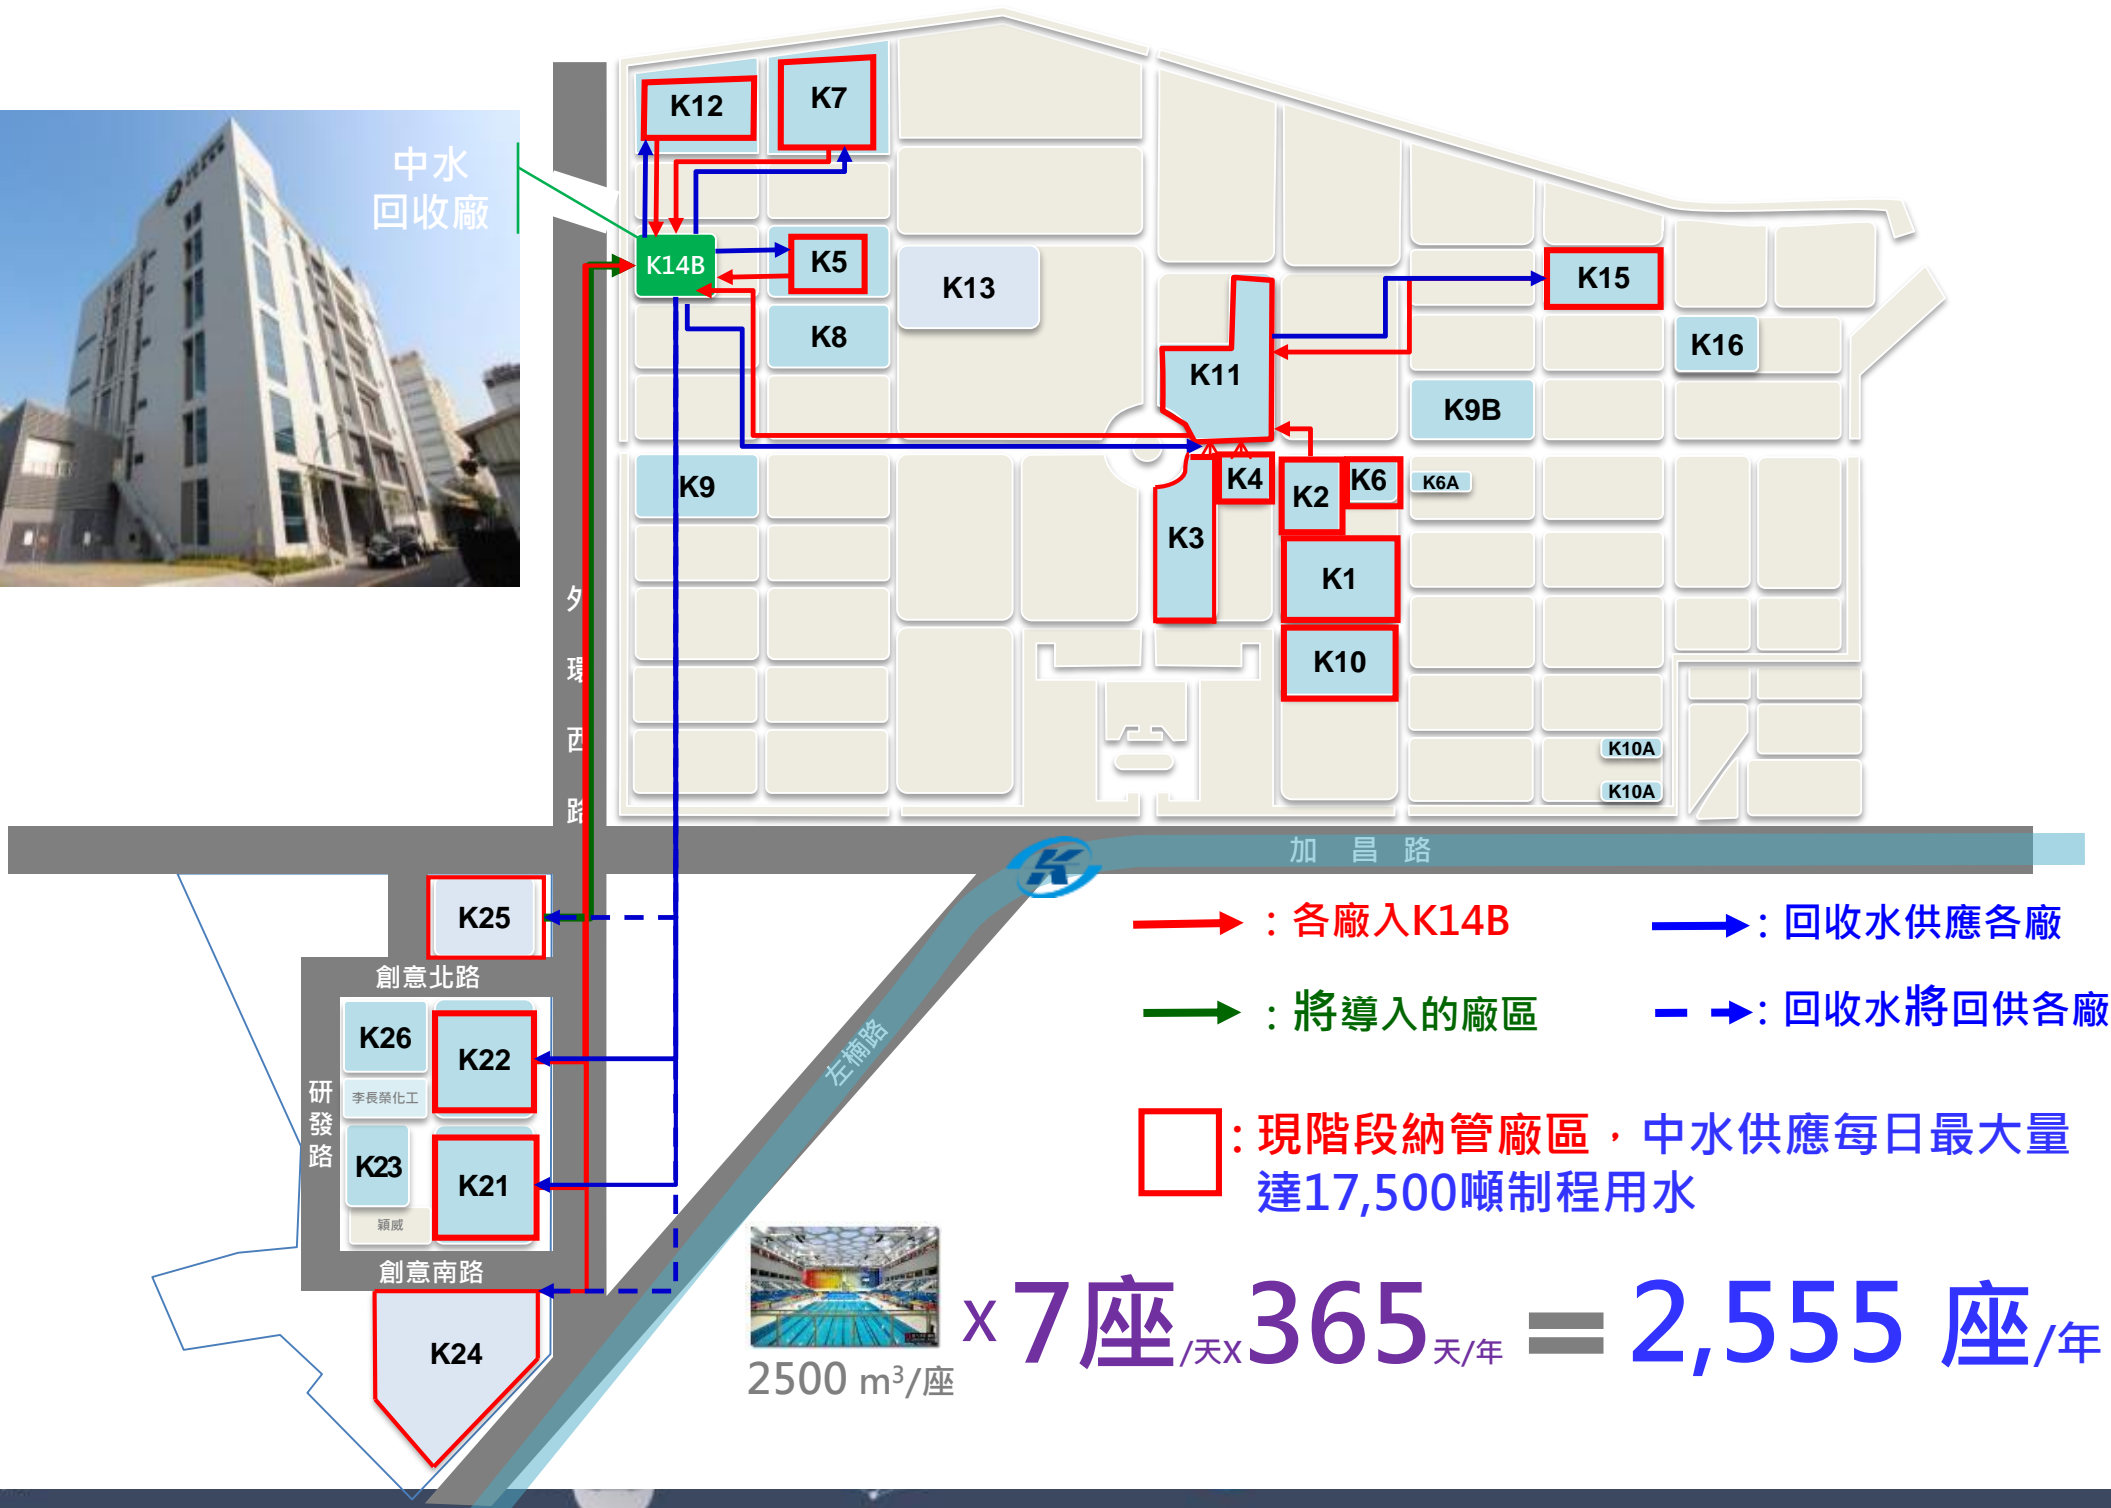 中水
回收廠
K12
K7
K14B
K5
K13
K8
K15
K16
K11
K9B
K9
K4
K2
K6
K6A
K3
K1
K10
K10A
K10A
外環西路
加昌路
左楠路
K25
創意北路
K26
K22
李長榮化工
研發路
K23
K21
穎威
創意南路
K24
：各廠入K14B
：回收水供應各廠
：將導入的廠區
：回收水將回供各廠
：現階段納管廠區，中水供應每日最大量
達17,500噸制程用水
x 7座/天x 365天/年 = 2,555 座/年
2500 m³/座